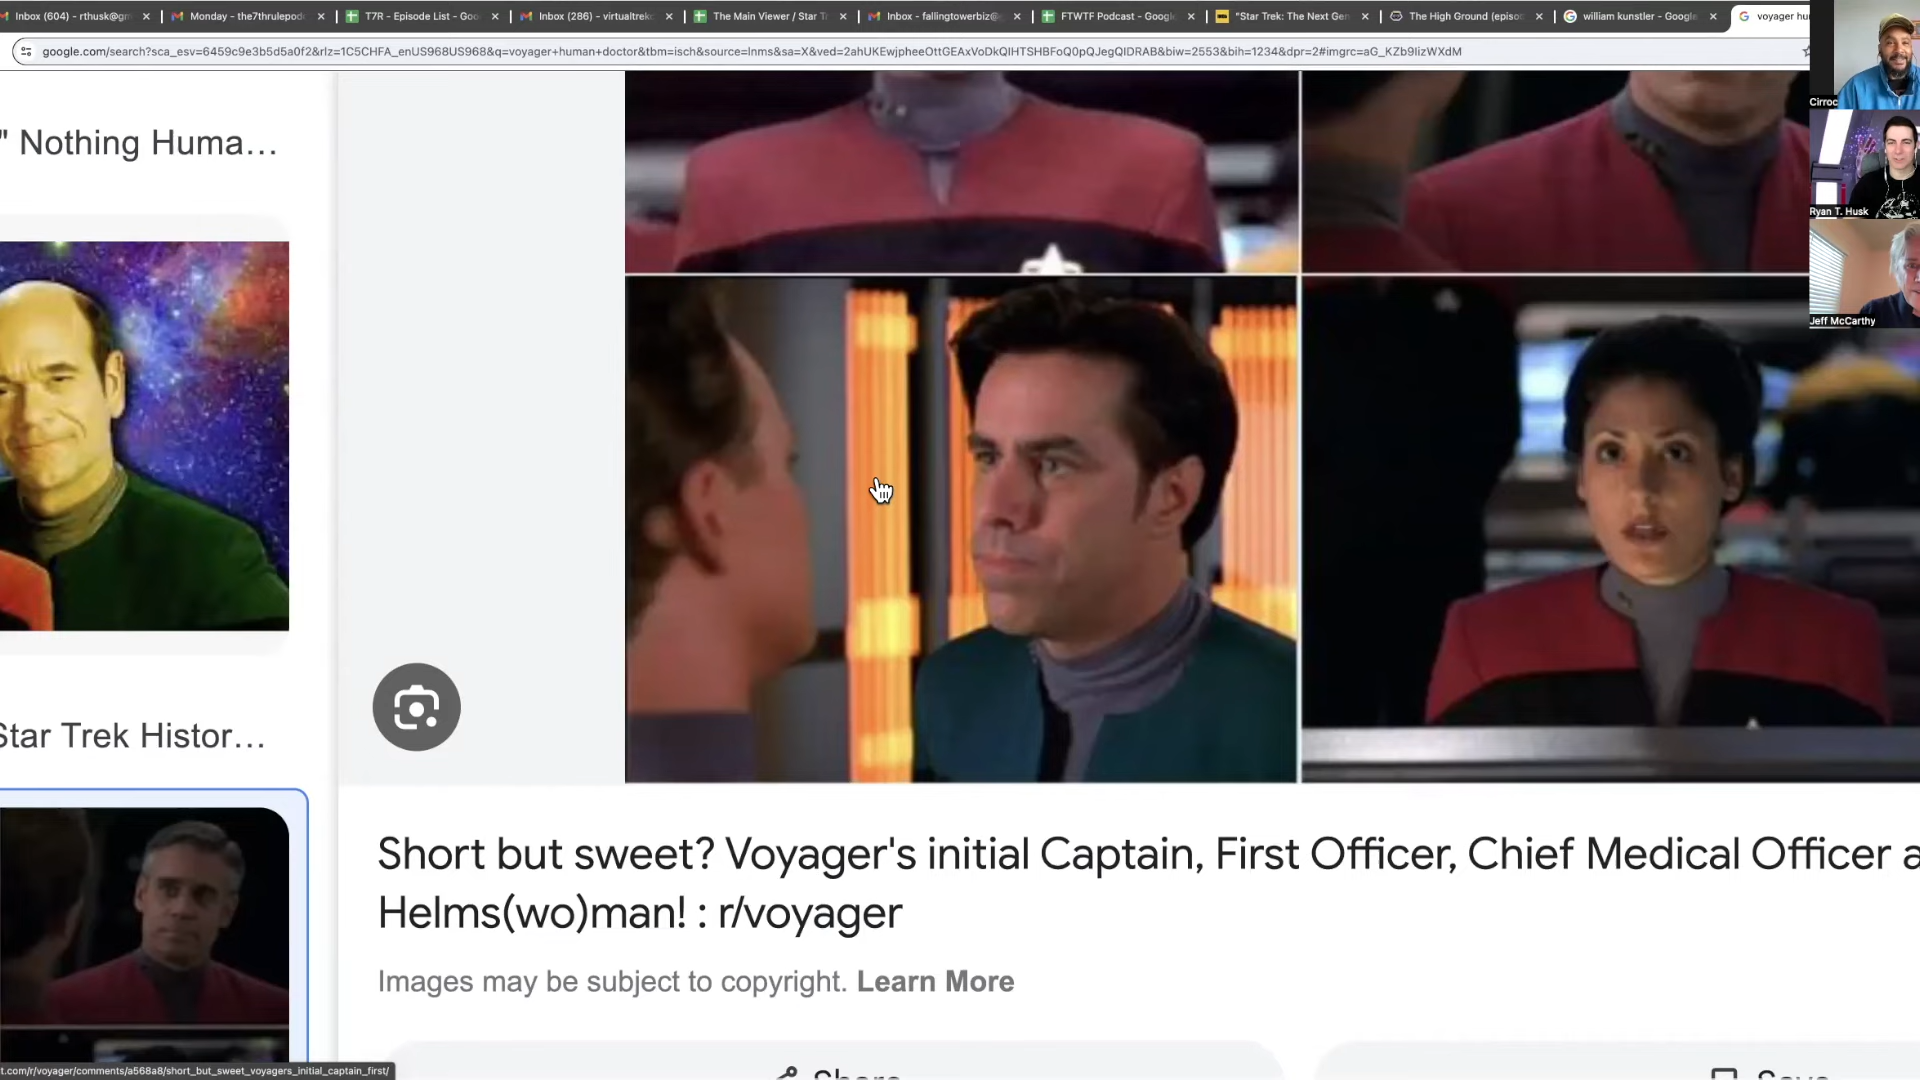 Inbox (604) - rthusk@gm
Monday - the7thrulepod
T7R - Episode List - Goo
Inbox (286) - virtualtrek
The Main Viewer / Star T
Inbox - fallingtowerbiz@
FTWTF Podcast - Google
"Star Trek: The Next Gen
The High Ground (episo
william kunstler - Google
voyager hu
google.com/search?sca_esv=6459c9e3b5d5a0f2&rlz=1C5CHFA_enUS968US968&q=voyager+human+doctor&tbm=isch&source=lnms&sa=X&ved=2ahUKEwjpheeOttGEAxVoDkQIHTSHBFoQ0pQJegQIDRAB&biw=2553&bih=1234&dpr=2#imgrc=aG_KZb9lizWXdM
Cirroc
Ryan T. Husk
Jeff McCarthy
" Nothing Huma...
Star Trek Histor...
Short but sweet? Voyager's initial Captain, First Officer, Chief Medical Officer a
Helms(wo)man! : r/voyager
Images may be subject to copyright. Learn More
Share
Save
t.com/r/voyager/comments/a568a8/short_but_sweet_voyagers_initial_captain_first/